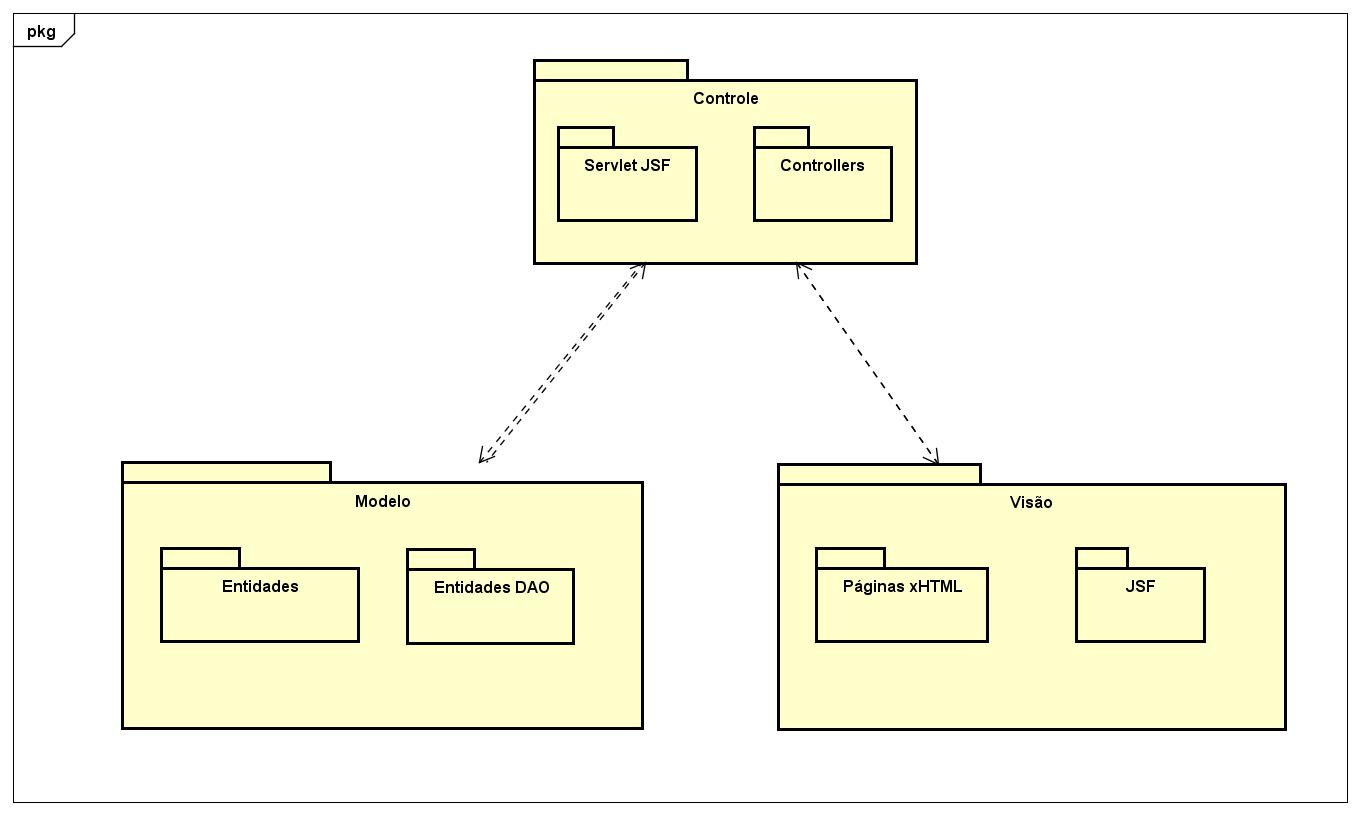 pkg
Controle
Servlet JSF
Controllers
Modelo
Entidades
Entidades DAO
Visão
Páginas xHTML
JSF